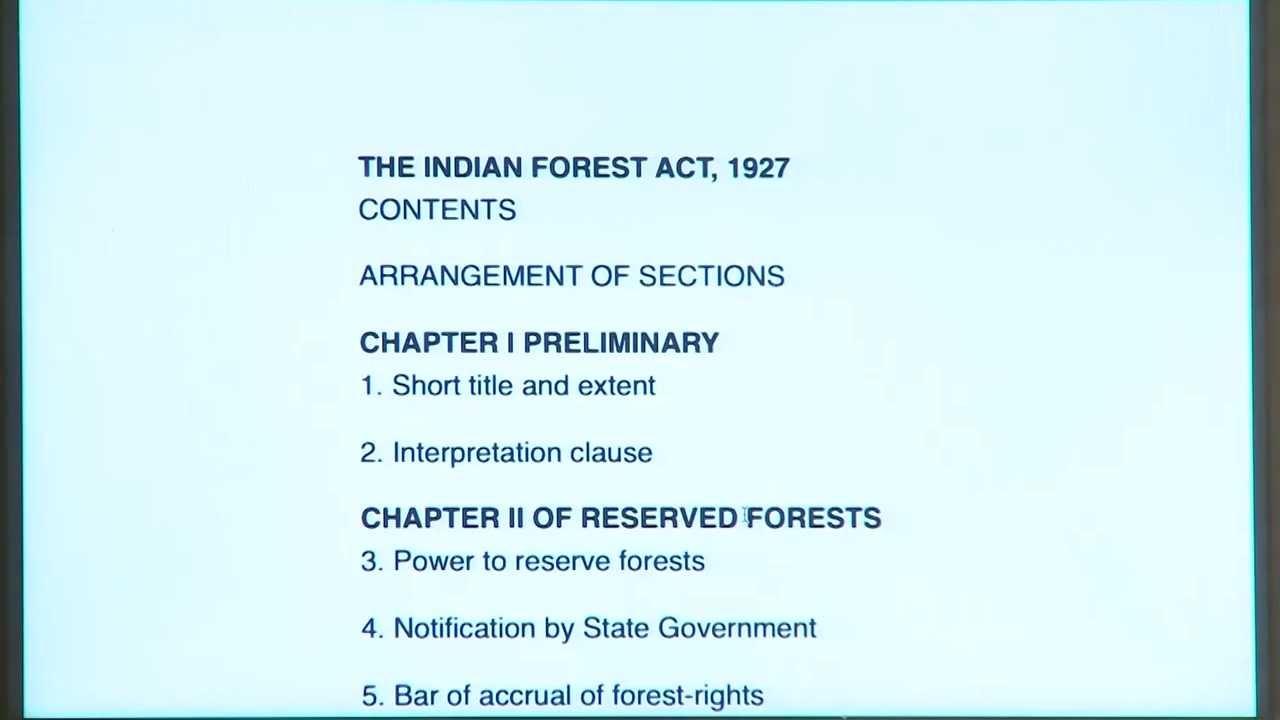 THE INDIAN FOREST ACT, 1927
CONTENTS
ARRANGEMENT OF SECTIONS
CHAPTER I PRELIMINARY
1. Short title and extent
2. Interpretation clause
CHAPTER II OF RESERVED FORESTS
3. Power to reserve forests
4. Notification by State Government
5. Bar of accrual of forest-rights